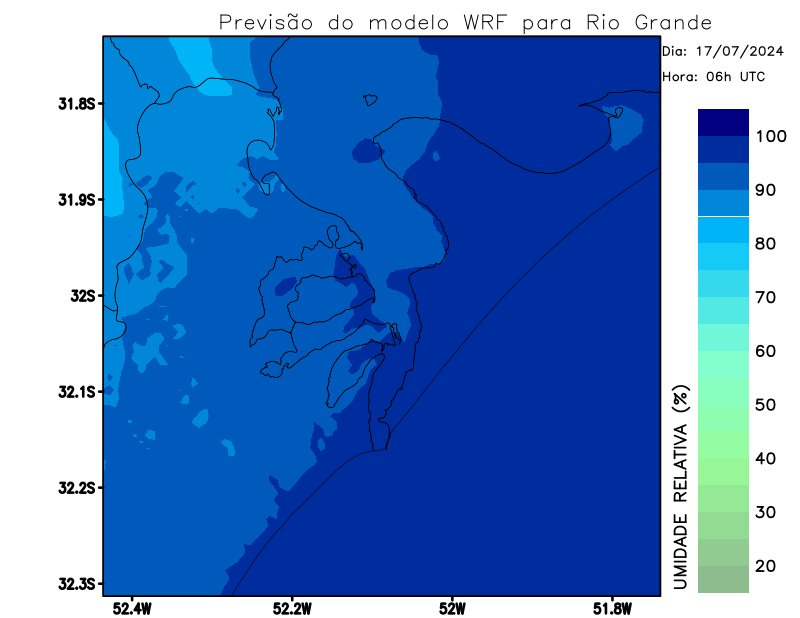 Previsão do modelo WRF para Rio Grande
Dia: 17/07/2024
Hora: 06h UTC
31.8S
31.9S
32S
32.1S
32.2S
32.3S
52.4W
52.2W
52W
51.8W
UMIDADE RELATIVA (%)
100
90
80
70
60
50
40
30
20